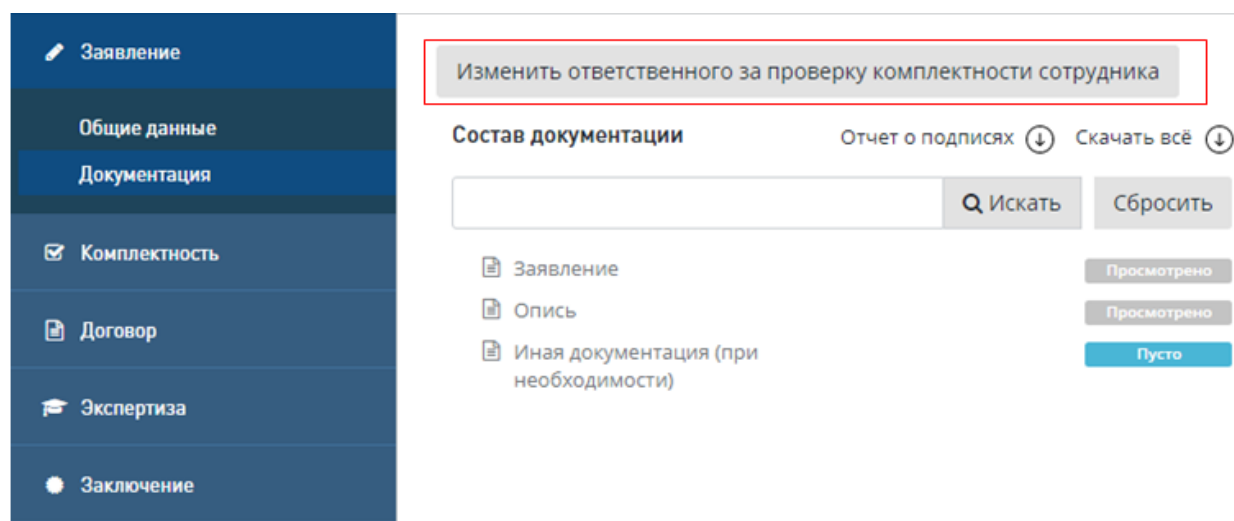 Заявление
Общие данные
Документация
Комплектность
Договор
Экспертиза
Заключение
Изменить ответственного за проверку комплектности сотрудника
Состав документации Отчет о подписях Скачать всё
Искать Сбросить
Заявление Просмотрено
Опись Просмотрено
Иная документация (при Пусто
необходимости)